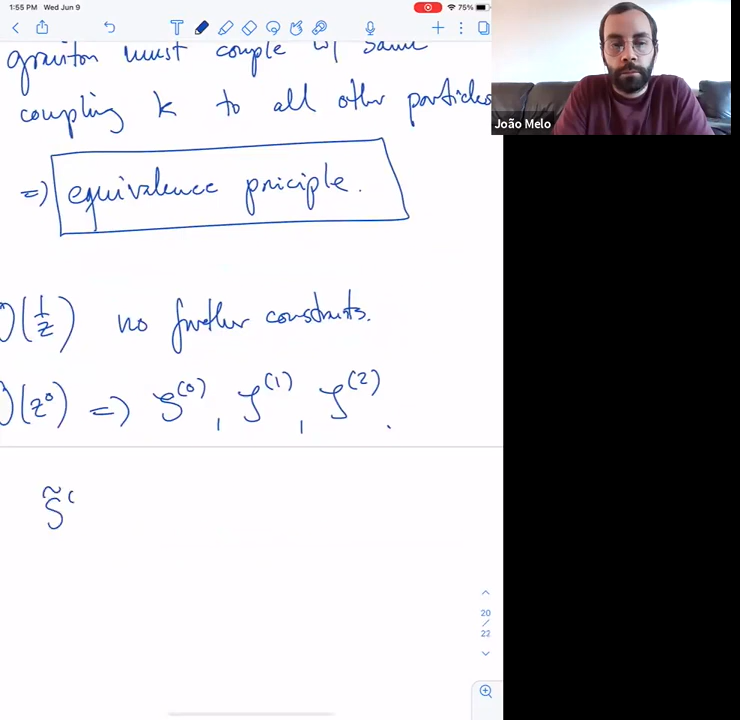 1:55 PM Wed Jun 9
75%
graviton must couple w/ same
coupling k to all other particles
João Melo
=) equivalence priciple.
O(1/z) no further constraints.
O(z⁰) => S⁽⁰⁾, S⁽¹⁾, S⁽²⁾.
S̃⁽
20
/
22